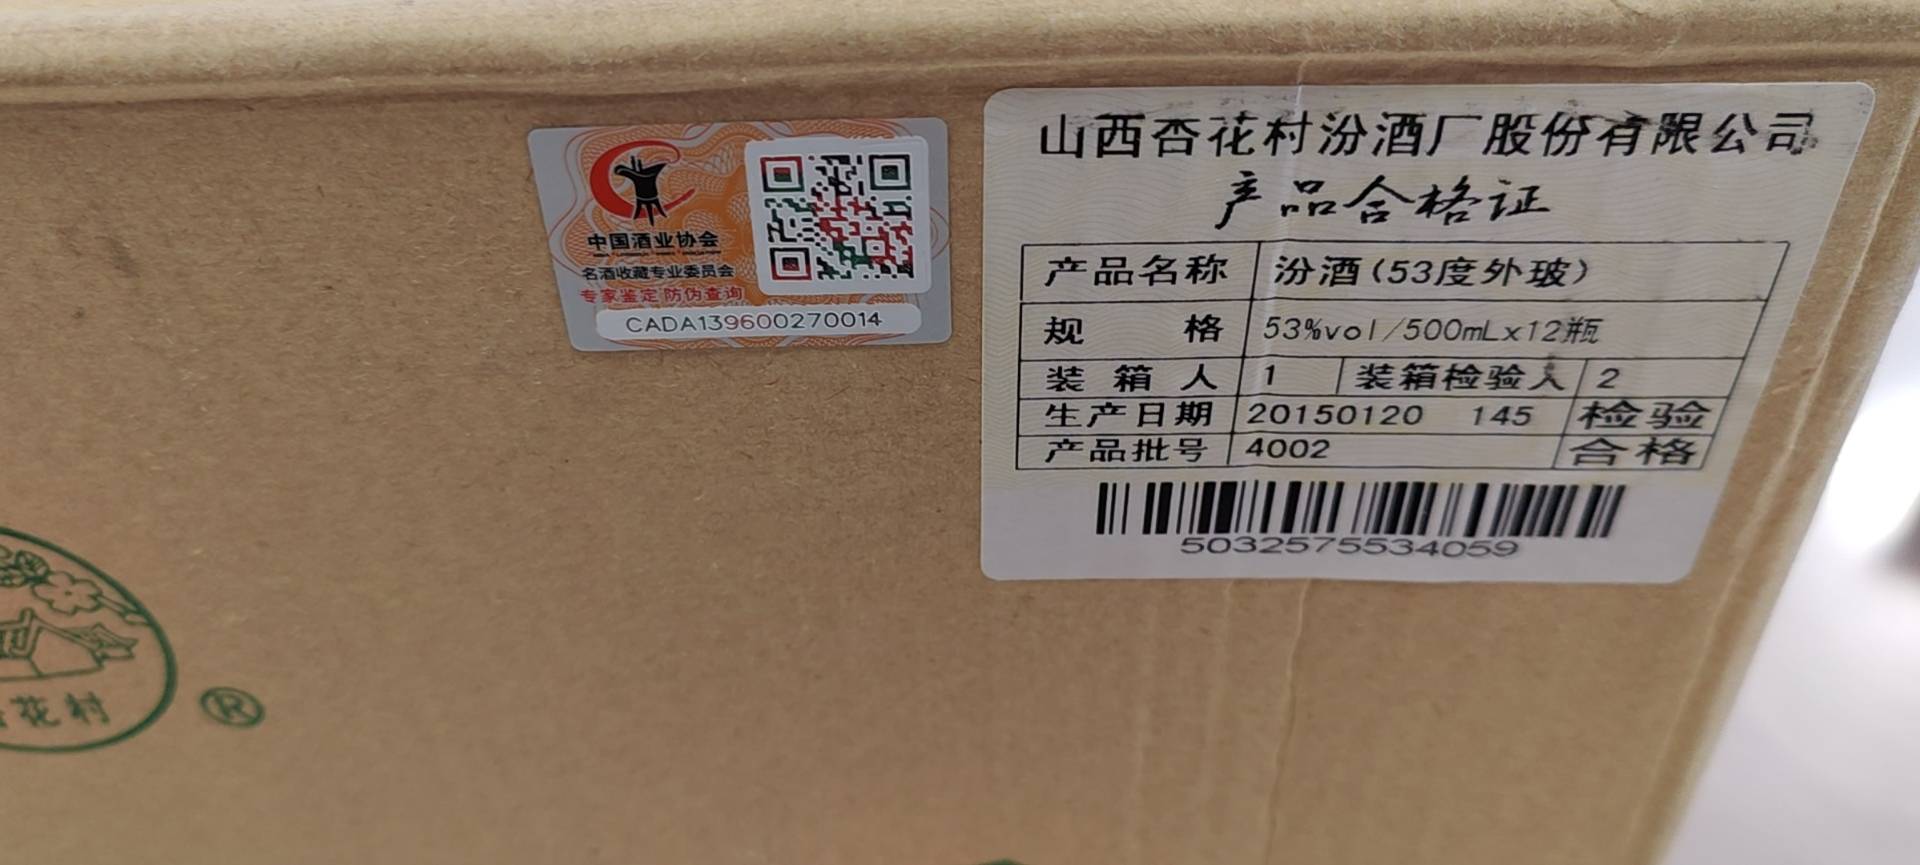 中国酒业协会
名酒收藏专业委员会
专家鉴定 防伪查询
CADA139600270014
山西杏花村汾酒厂股份有限公司
产品合格证
产品名称 汾酒(53度外玻)
规 格 53%vol/500mLx12瓶
装 箱 人 1 装箱检验人 2
生产日期 20150120 145 检验
产品批号 4002 合格
5032575534059
花村
®